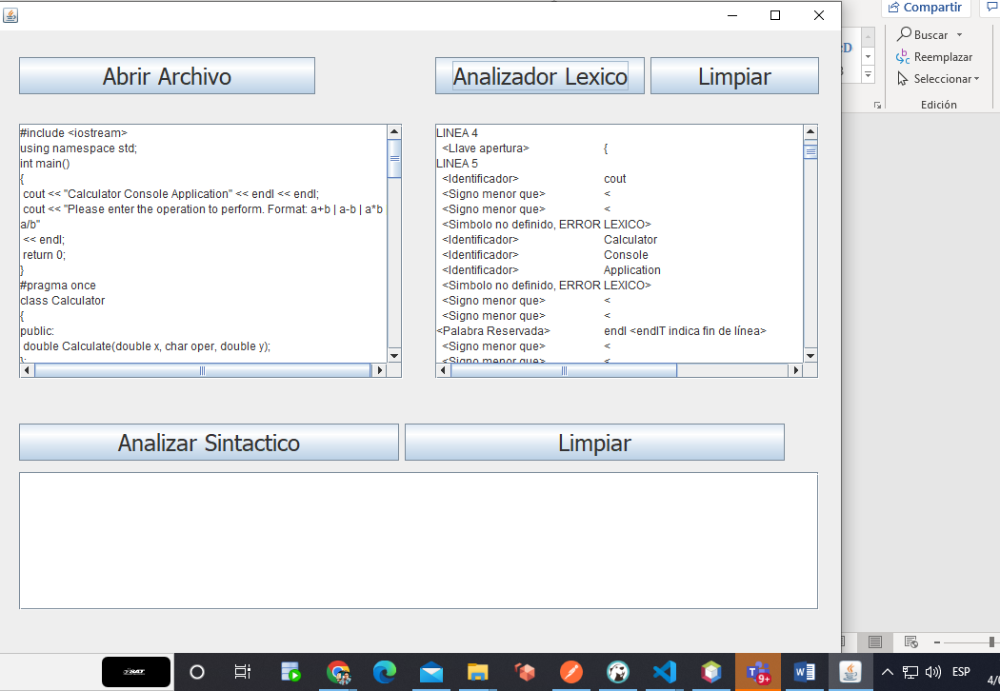 Compartir
Buscar
Reemplazar
Seleccionar
Edición
Abrir Archivo
Analizador Lexico
Limpiar
#include <iostream>
using namespace std;
int main()
{
cout << "Calculator Console Application" << endl << endl;
cout << "Please enter the operation to perform. Format: a+b | a-b | a*b
a/b"
<< endl;
return 0;
}
#pragma once
class Calculator
{
public:
double Calculate(double x, char oper, double y);
};
LINEA 4
<Llave apertura> {
LINEA 5
<Identificador> cout
<Signo menor que> <
<Signo menor que> <
<Simbolo no definido, ERROR LEXICO>
<Identificador> Calculator
<Identificador> Console
<Identificador> Application
<Simbolo no definido, ERROR LEXICO>
<Signo menor que> <
<Signo menor que> <
<Palabra Reservada> endl <endlT indica fin de línea>
<Signo menor que> <
<Signo menor que> <
Analizar Sintactico
Limpiar
9+
ESP
4/